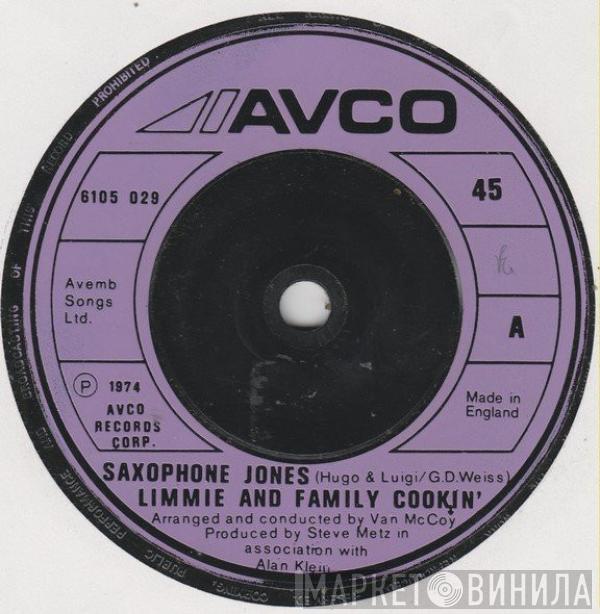 AVCO
6105 029
45
Avemb
Songs
Ltd.
A
Ⓟ 1974
AVCO
RECORDS
CORP.
Made in
England
SAXOPHONE JONES (Hugo & Luigi/G.D.Weiss)
LIMMIE AND FAMILY COOKIN'
Arranged and conducted by Van McCoy
Produced by Steve Metz in
association with
Alan Klein
PUBLIC PERFORMANCE AND BROADCASTING OF THIS RECORD PROHIBITED
МАРКЕТ ВИНИЛА